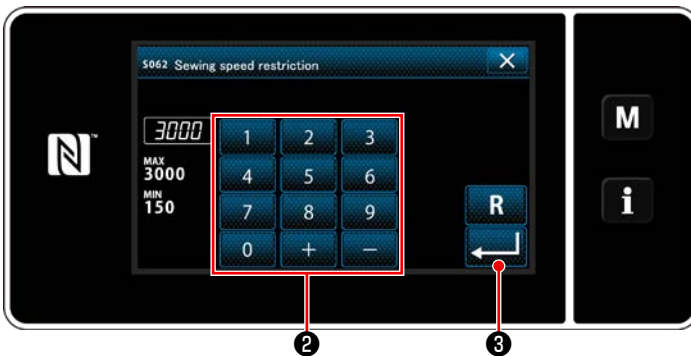 S062 Sewing speed restriction
3000
MAX
3000
MIN
150
1 2 3
4 5 6
7 8 9
0 + −
R
M
i
N™
❷ ❸